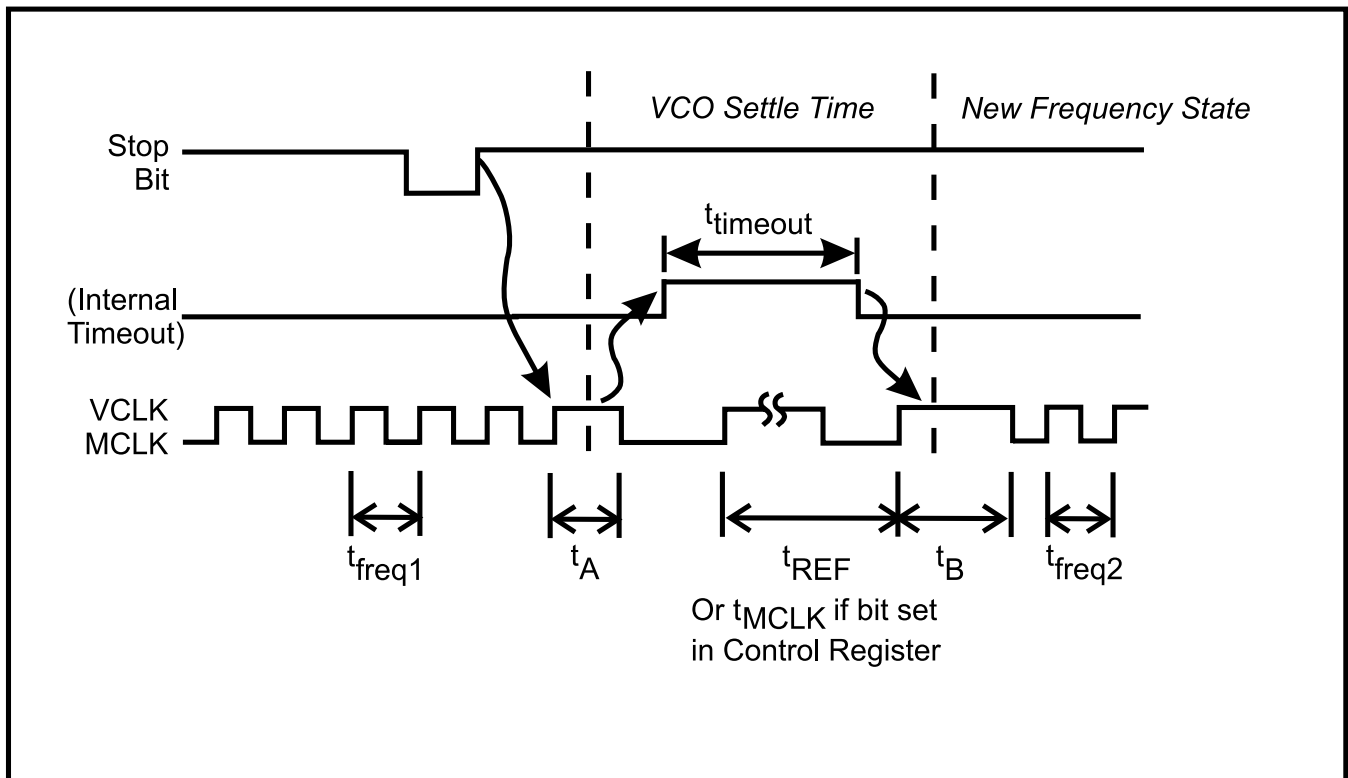 VCO Settle Time
New Frequency State
Stop
Bit
ttimeout
(Internal
Timeout)
VCLK
MCLK
tfreq1
tA
tREF
tB
tfreq2
Or tMCLK if bit set
in Control Register